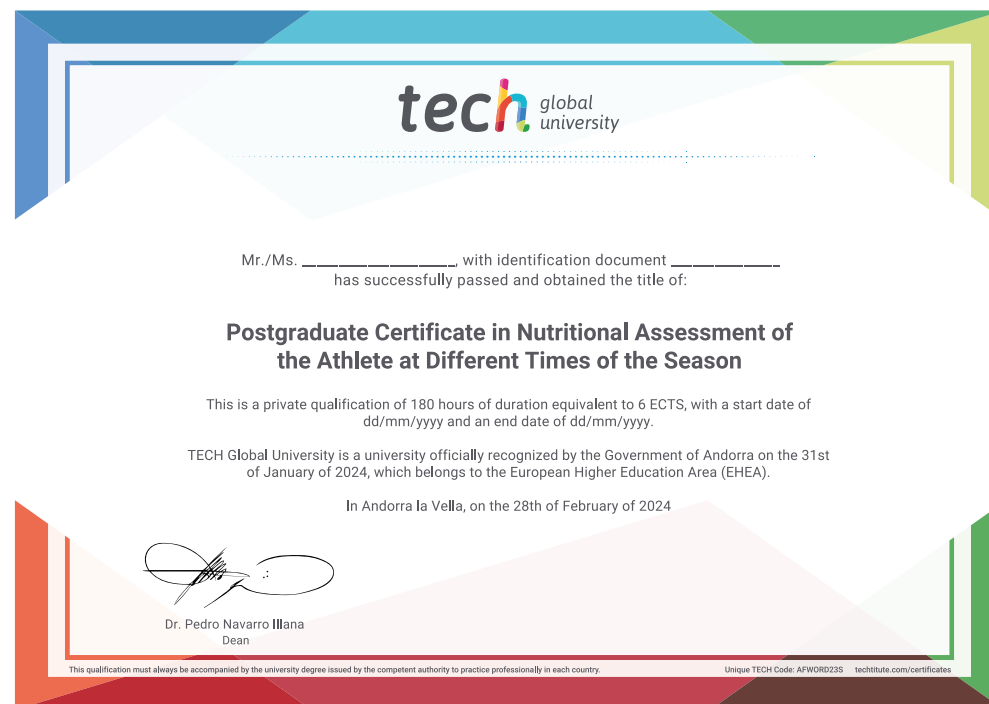 tech global
university
Mr./Ms. ____________________, with identification document ______________
has successfully passed and obtained the title of:
Postgraduate Certificate in Nutritional Assessment of
the Athlete at Different Times of the Season
This is a private qualification of 180 hours of duration equivalent to 6 ECTS, with a start date of
dd/mm/yyyy and an end date of dd/mm/yyyy.
TECH Global University is a university officially recognized by the Government of Andorra on the 31st
of January of 2024, which belongs to the European Higher Education Area (EHEA).
In Andorra la Vella, on the 28th of February of 2024
Dr. Pedro Navarro Illana
Dean
This qualification must always be accompanied by the university degree issued by the competent authority to practice professionally in each country. Unique TECH Code: AFWORD23S techtitute.com/certificates